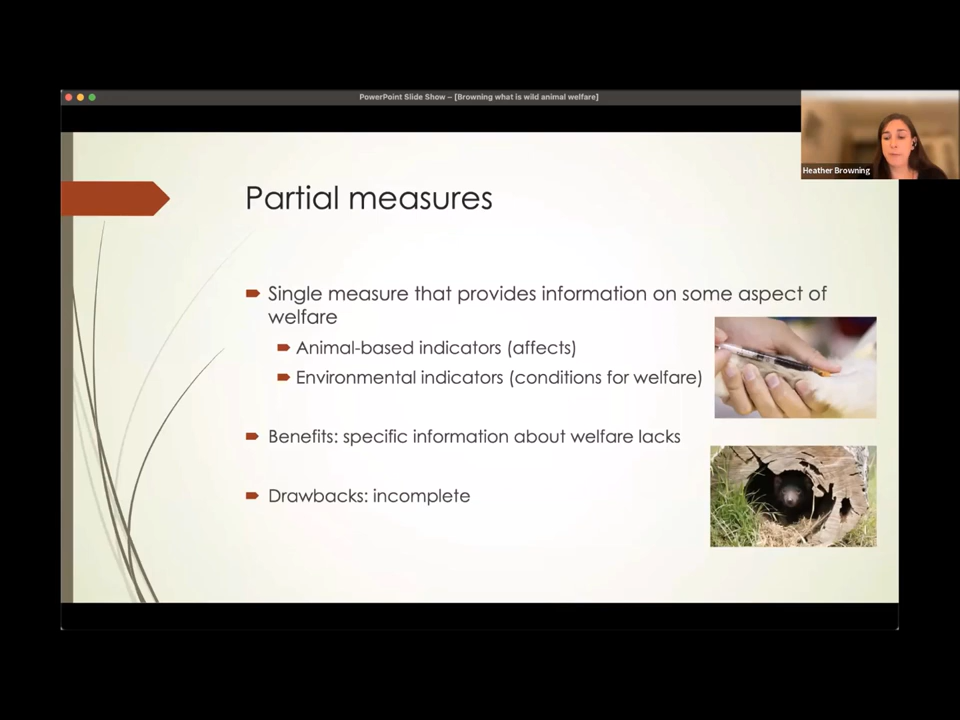 PowerPoint Slide Show – [Browning what is wild animal welfare]
Heather Browning
Partial measures
Single measure that provides information on some aspect of
welfare
Animal-based indicators (affects)
Environmental indicators (conditions for welfare)
Benefits: specific information about welfare lacks
Drawbacks: incomplete